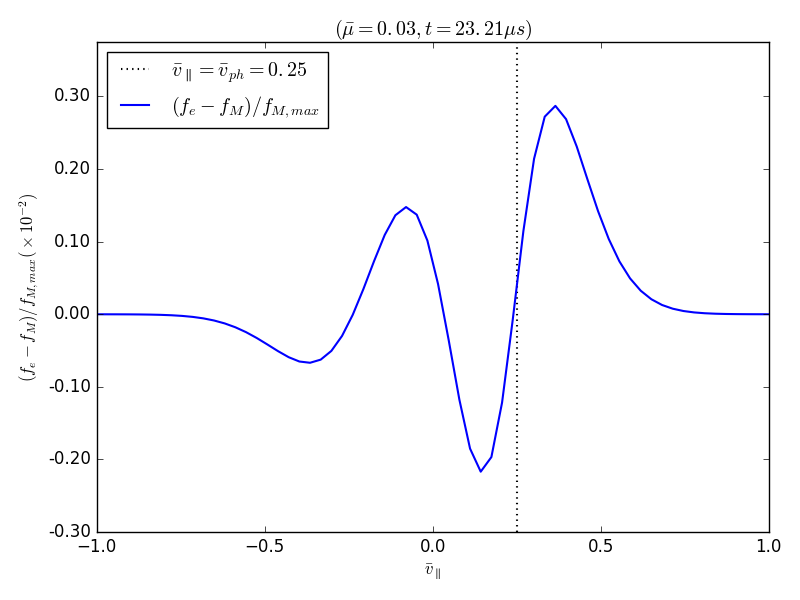 (μ̄ = 0.03, t = 23.21μs)
v̄∥ = v̄ph = 0.25
(fe − fM)/fM,max
(fe − fM)/fM,max(×10⁻²)
0.30
0.20
0.10
0.00
-0.10
-0.20
-0.30
−1.0 −0.5 0.0 0.5 1.0
v̄∥